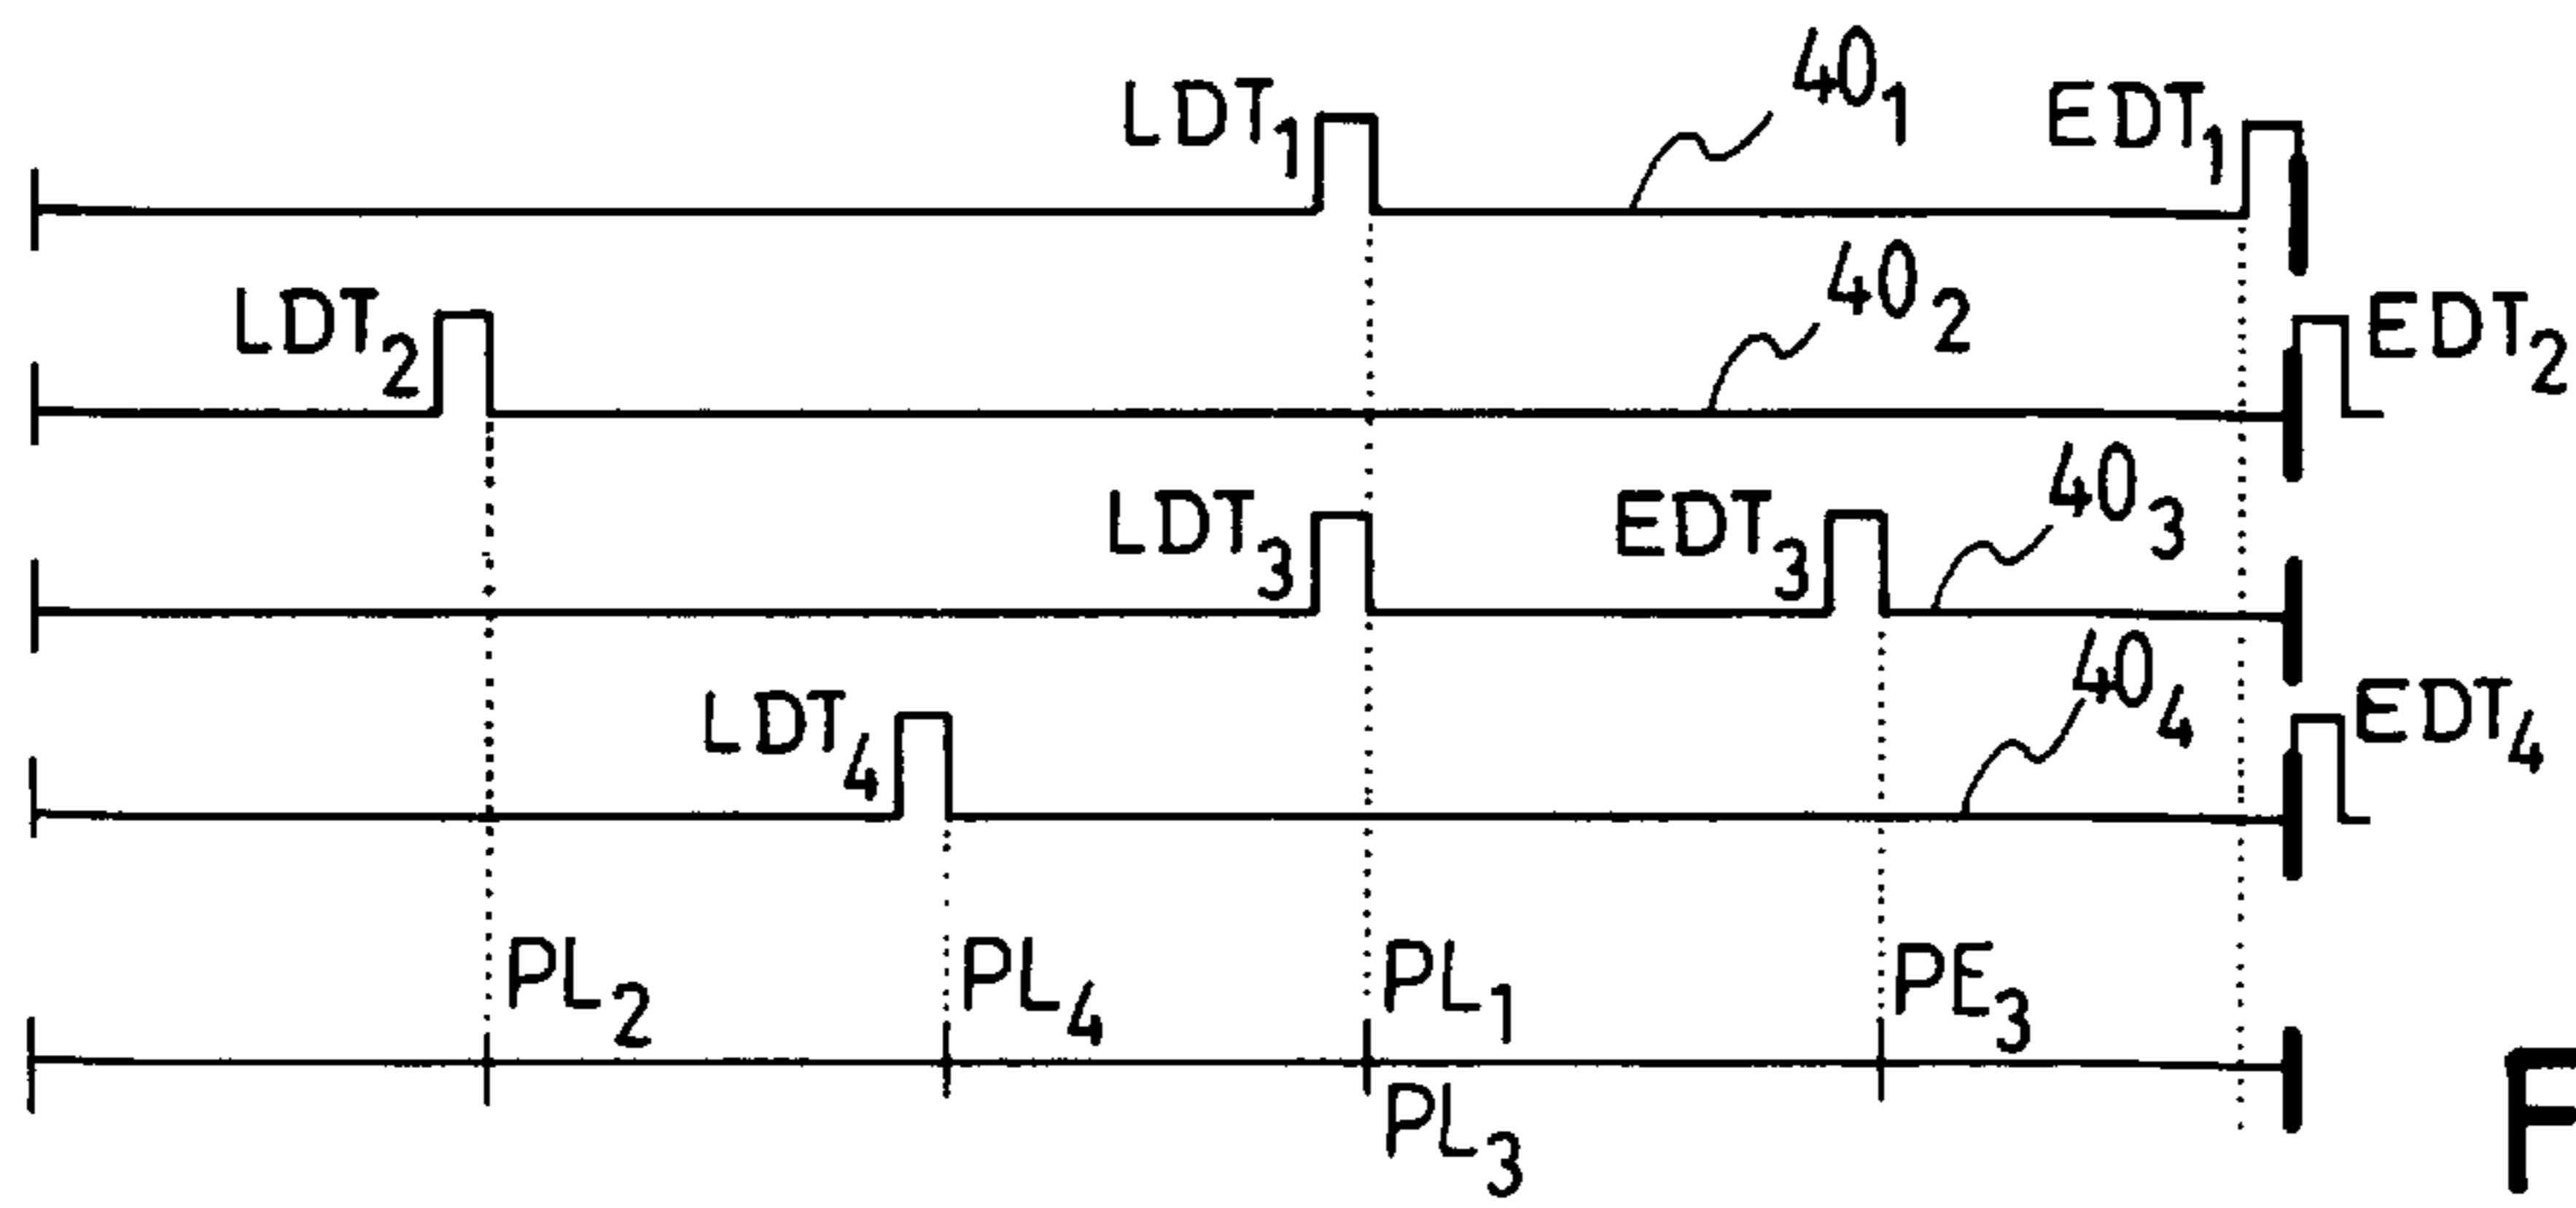 LDT₁ 40₁ EDT₁
LDT₂ 40₂ EDT₂
LDT₃ EDT₃ 40₃
LDT₄ 40₄ EDT₄
PL₂ PL₄ PL₁ PE₃
PL₃
F